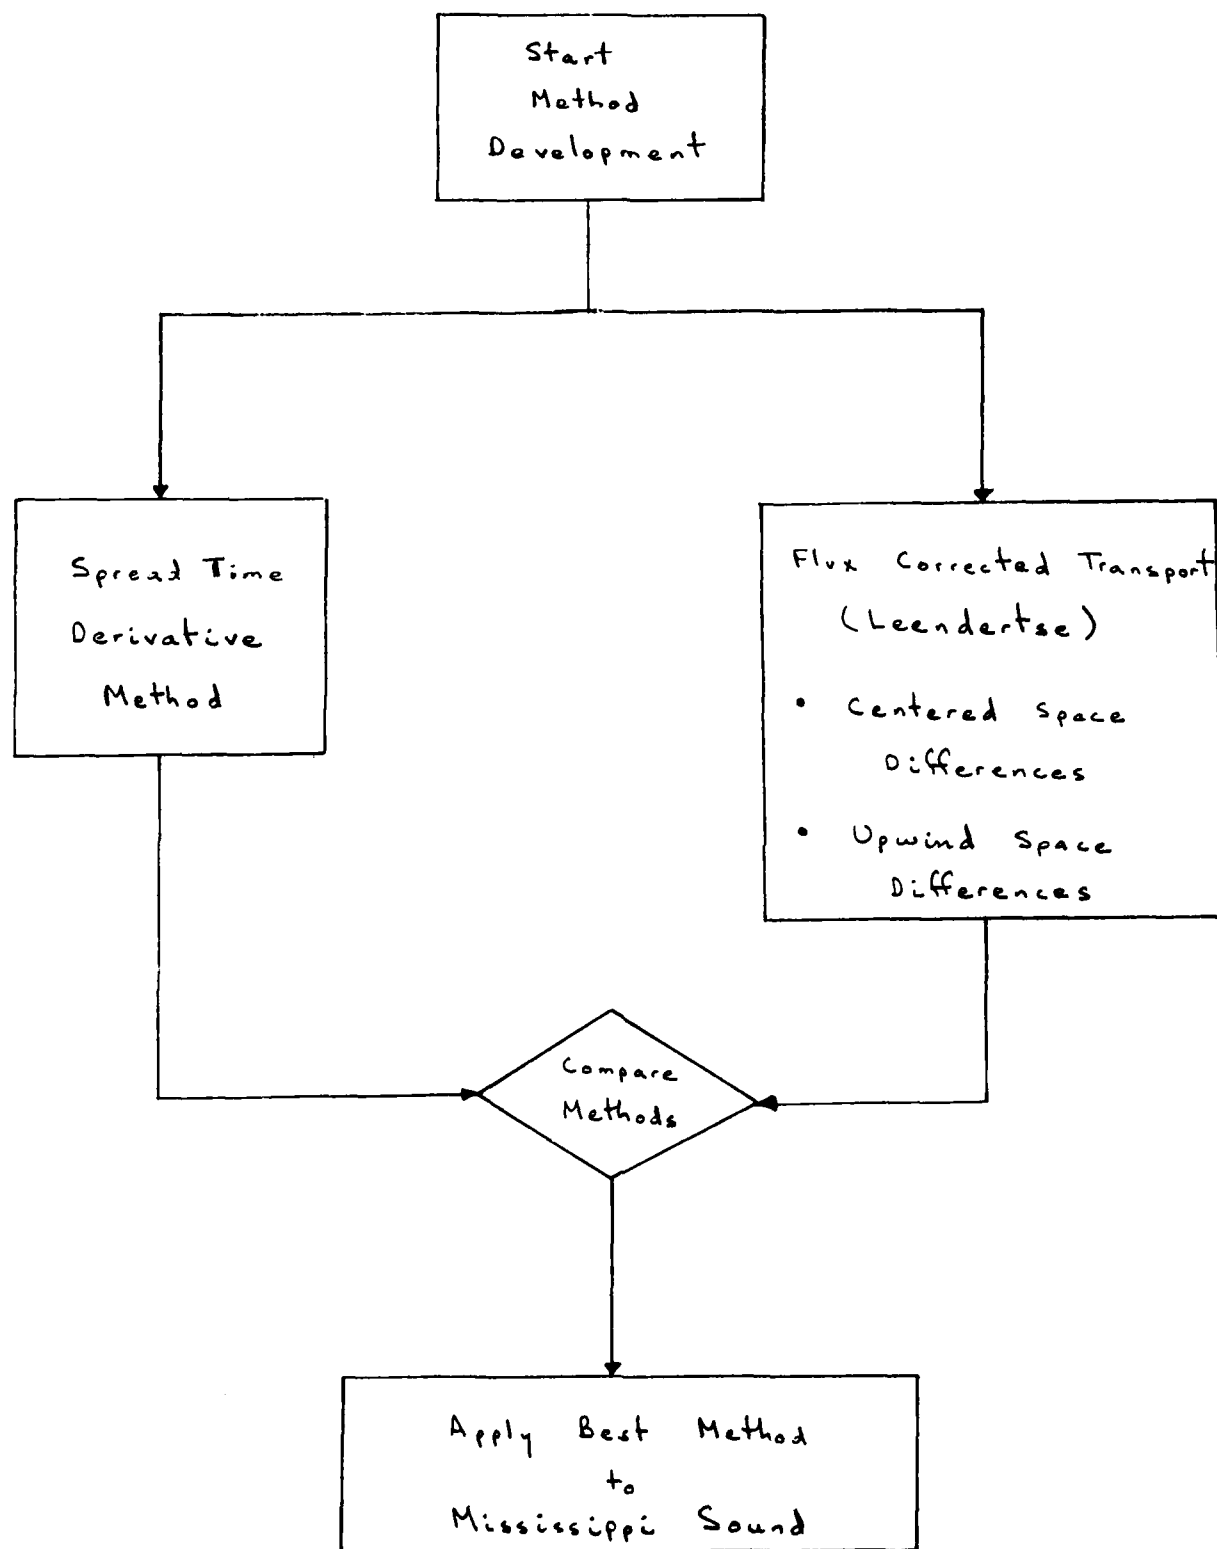 Start
Method
Development
Spread Time
Derivative
Method
Flux Corrected Transport
(Leendertse)
• Centered Space
Differences
• Upwind Space
Differences
Compare
Methods
Apply Best Method
to
Mississippi Sound